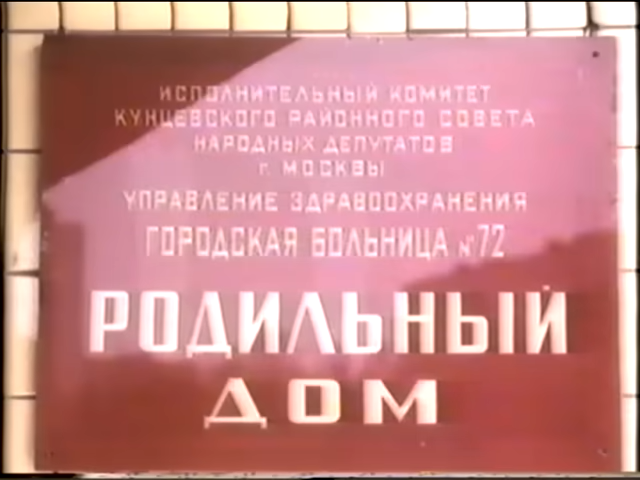 ИСПОЛНИТЕЛЬНЫЙ КОМИТЕТ
КУНЦЕВСКОГО РАЙОННОГО СОВЕТА
НАРОДНЫХ ДЕПУТАТОВ
г. МОСКВЫ
УПРАВЛЕНИЕ ЗДРАВООХРАНЕНИЯ
ГОРОДСКАЯ БОЛЬНИЦА №72
РОДИЛЬНЫЙ
ДОМ